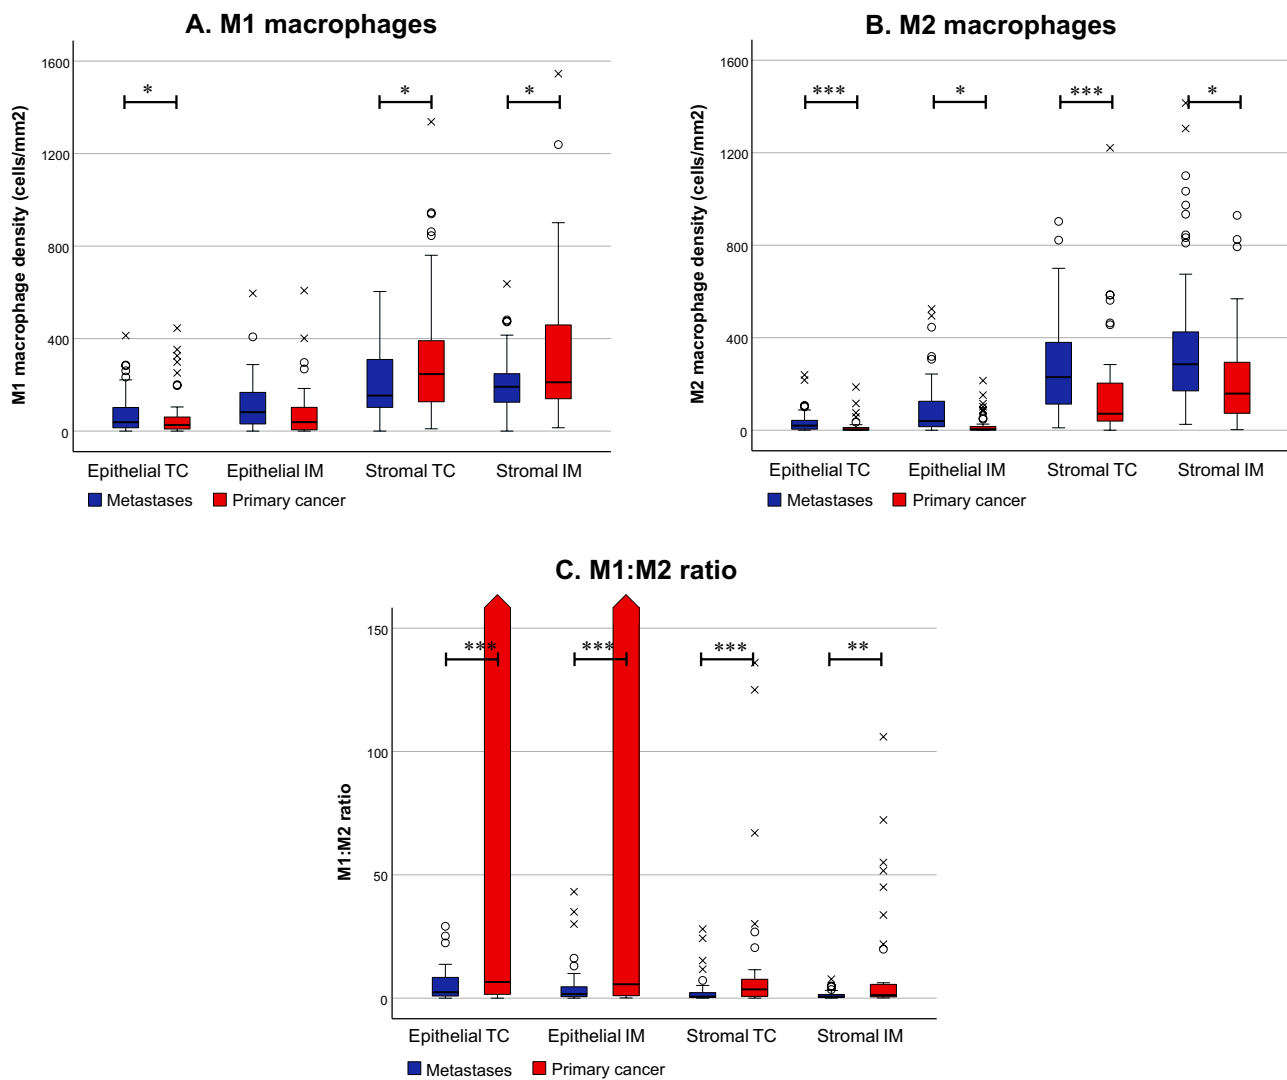 A. M1 macrophages
M1 macrophage density (cells/mm2)
1600
1200
800
400
0
* * *
Epithelial TC Epithelial IM Stromal TC Stromal IM
Metastases Primary cancer
B. M2 macrophages
M2 macrophage density (cells/mm2)
1600
1200
800
400
0
*** * *** *
Epithelial TC Epithelial IM Stromal TC Stromal IM
Metastases Primary cancer
C. M1:M2 ratio
M1:M2 ratio
150
100
50
0
*** *** *** **
Epithelial TC Epithelial IM Stromal TC Stromal IM
Metastases Primary cancer